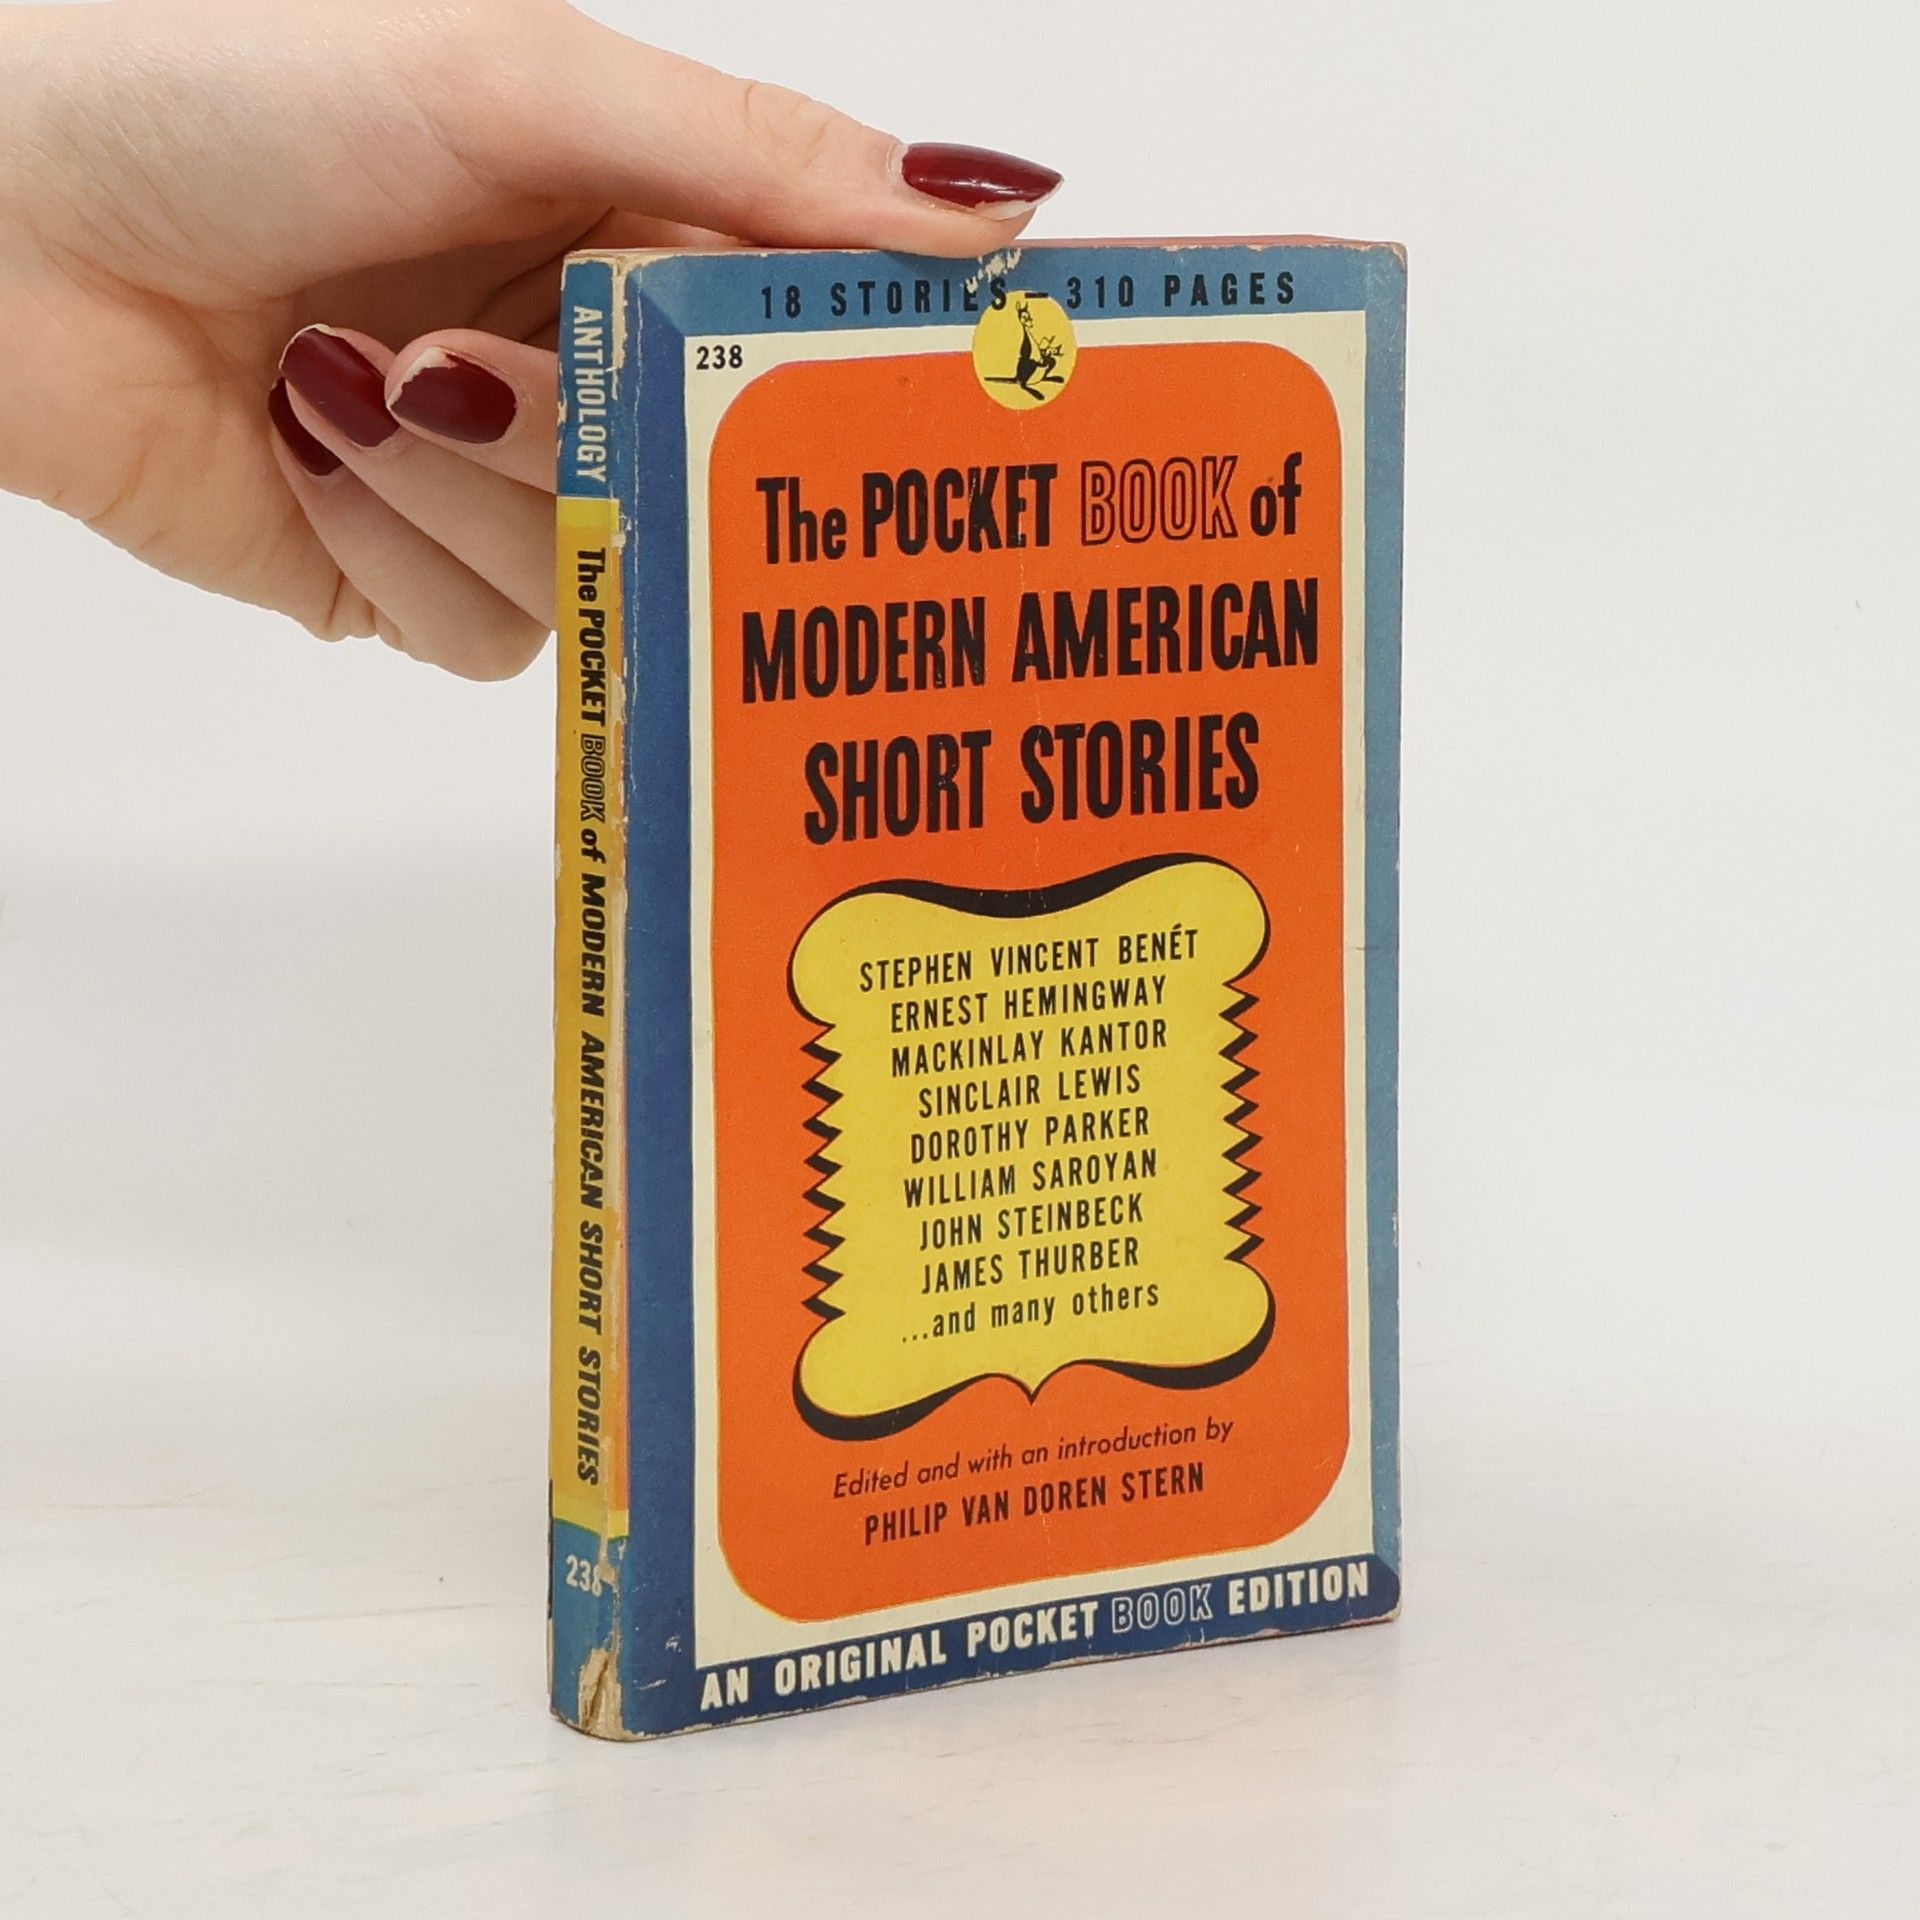 18 STORIES — 310 PAGES
238
The POCKET BOOK of
MODERN AMERICAN
SHORT STORIES
STEPHEN VINCENT BENÉT
ERNEST HEMINGWAY
MACKINLAY KANTOR
SINCLAIR LEWIS
DOROTHY PARKER
WILLIAM SAROYAN
JOHN STEINBECK
JAMES THURBER
...and many others
Edited and with an introduction by
PHILIP VAN DOREN STERN
AN ORIGINAL POCKET BOOK EDITION
ANTHOLOGY
The POCKET BOOK of MODERN AMERICAN SHORT STORIES
238